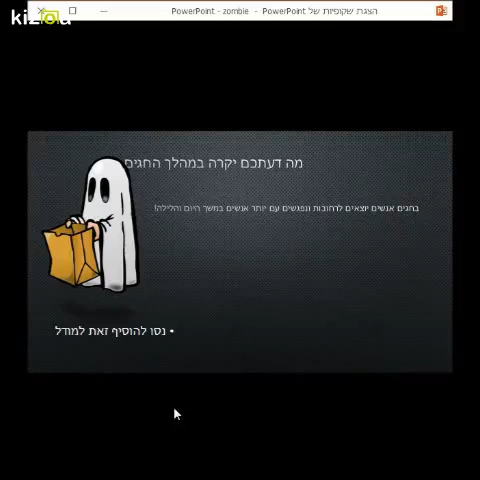 kizoa
הצגת שקופיות של PowerPoint - PowerPoint - zombie
מה דעתכם יקרה במהלך החגים
בחגים אנשים יוצאים לרחובות ונפגשים עם יותר אנשים במשך היום והלילה!
• נסו להוסיף זאת למודל